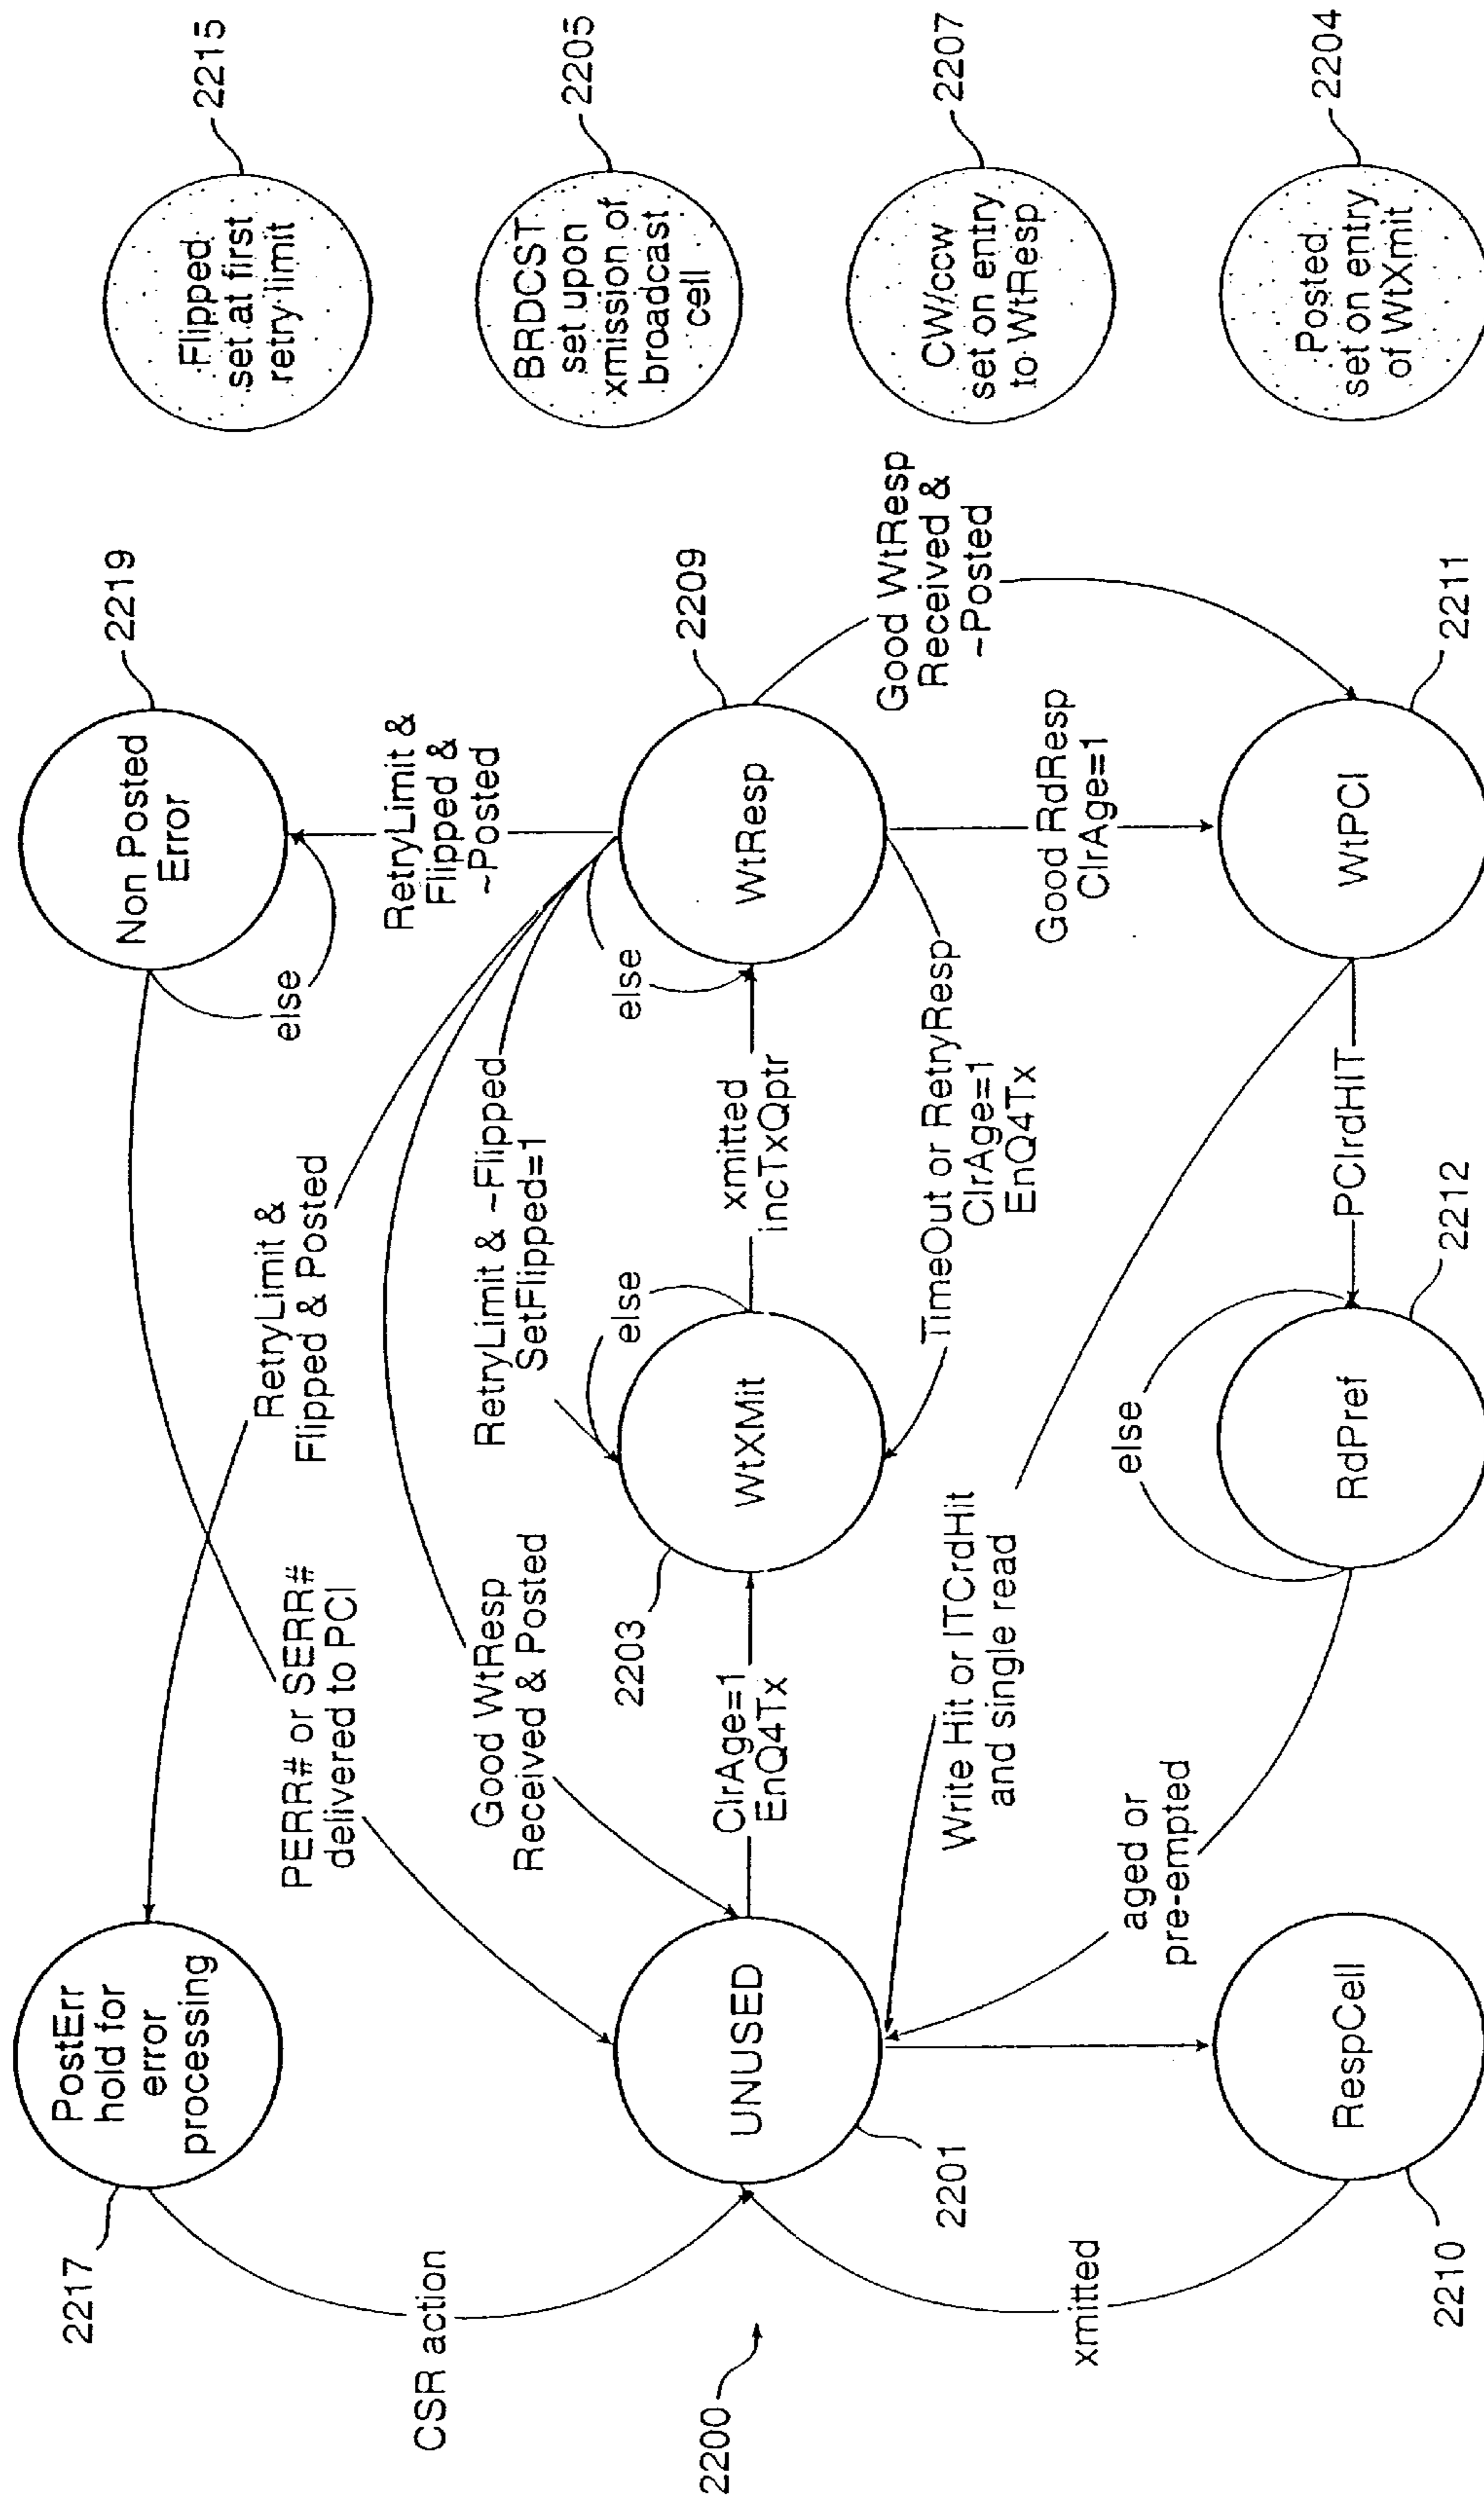 2217
PostErr
hold for
error
processing
CSR action
PERR# or SERR#
delivered to PCI
RetryLimit &
Flipped & Posted
else
Non Posted
Error
2219
RetryLimit &
Flipped &
~Posted
Flipped
set at first
retry limit
2215
Good WtResp
Received & Posted
RetryLimit & ~Flipped
SetFlipped=1
else
else
BRDCST
set upon
xmission of
broadcast
cell
2205
2200
UNUSED
2201
ClrAge=1
EnQ4Tx
2203
WtXMit
xmitted
incTxQptr
WtResp
2209
Good WtResp
Received &
~Posted
CW/ccw
set on entry
to WtResp
2207
TimeOut or RetryResp
ClrAge=1
EnQ4Tx
Good RdResp
ClrAge=1
Write Hit or ITCrdHit
and single read
xmitted
aged or
pre-empted
else
2210
RespCell
RdPref
2212
PCIrdHIT
WtPCI
2211
Posted
set on entry
of WtXmit
2204